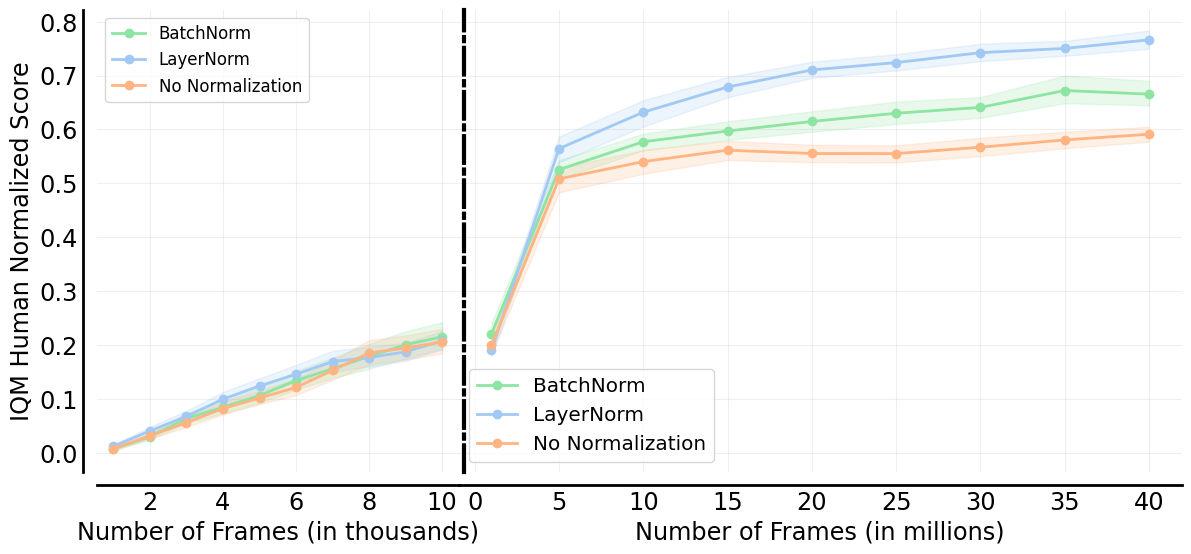 IQM Human Normalized Score
0.8
0.7
0.6
0.5
0.4
0.3
0.2
0.1
0.0
BatchNorm
LayerNorm
No Normalization
BatchNorm
LayerNorm
No Normalization
2 4 6 8 10 0 5 10 15 20 25 30 35 40
Number of Frames (in thousands) Number of Frames (in millions)